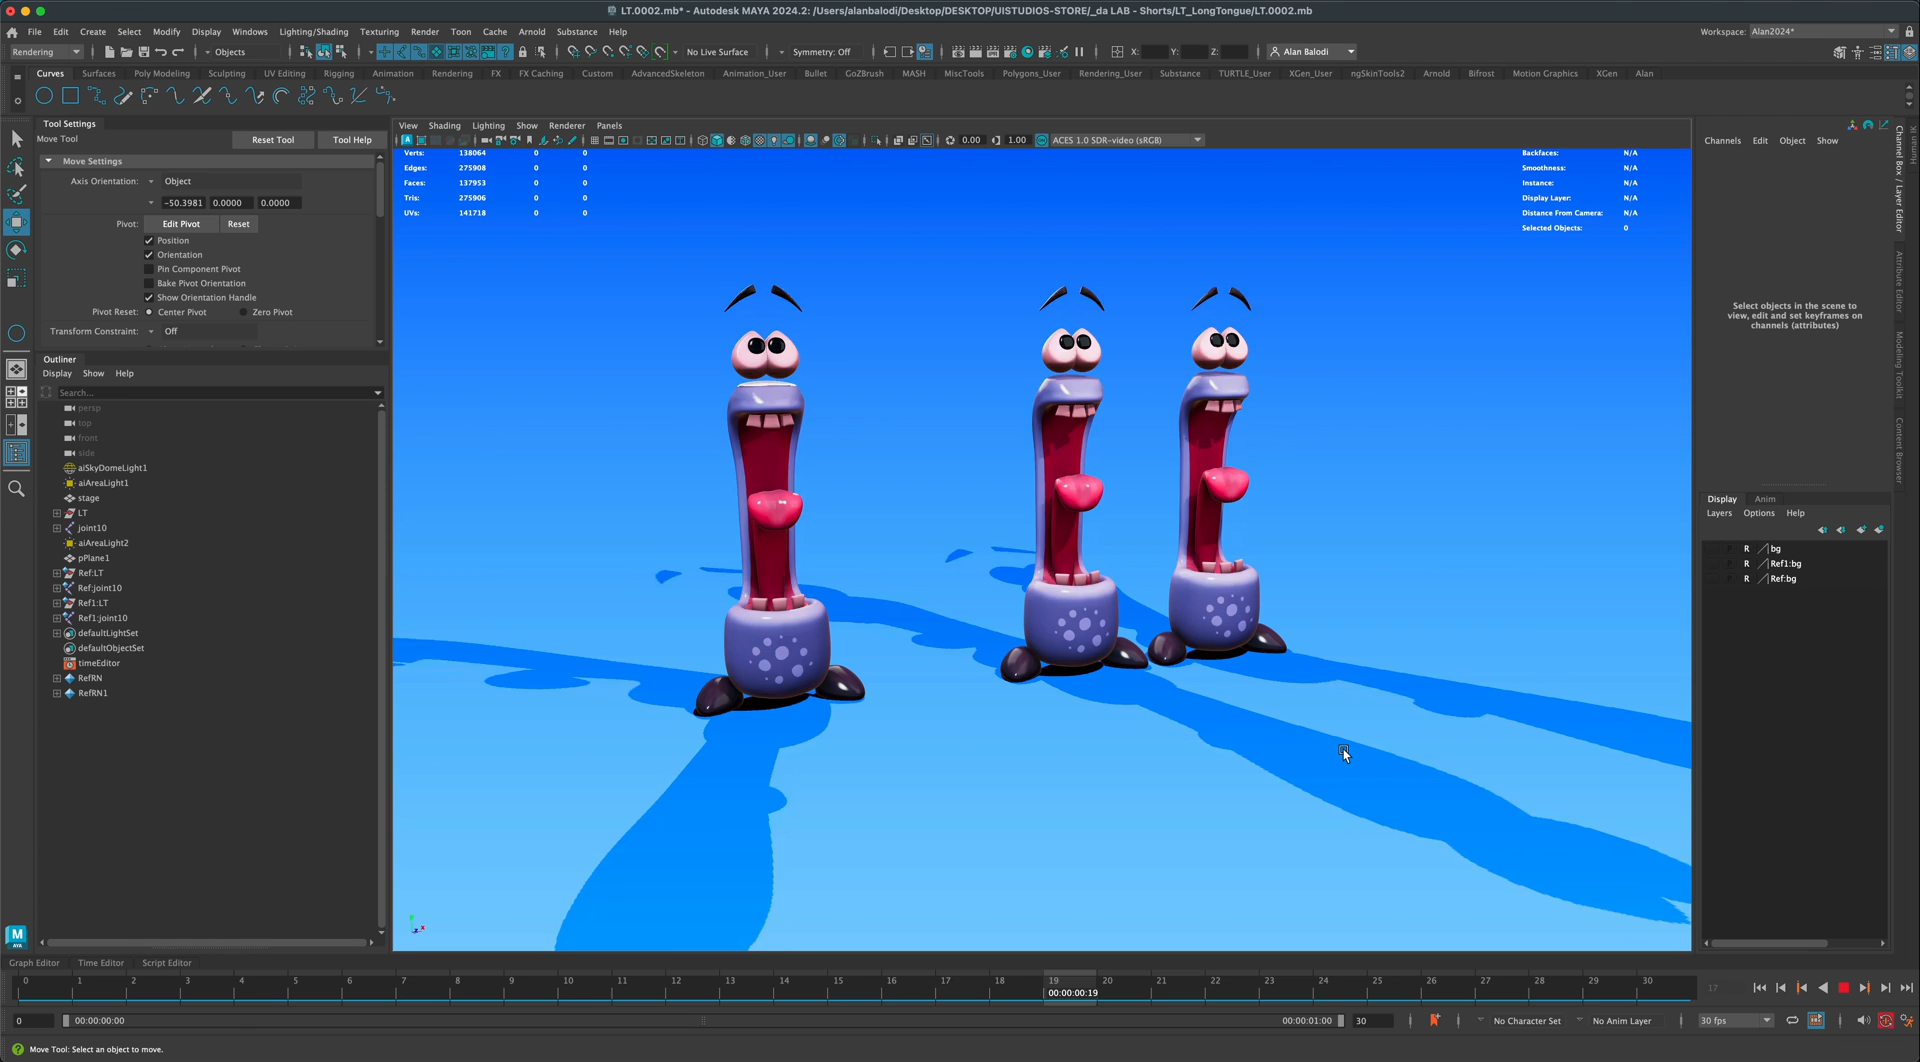 LT.0002.mb* - Autodesk MAYA 2024.2: /Users/alanbalodi/Desktop/DESKTOP/UISTUDIOS-STORE/_da LAB - Shorts/LT_LongTongue/LT.0002.mb
File Edit Create Select Modify Display Windows Lighting/Shading Texturing Render Toon Cache Arnold Substance Help
Workspace: Alan2024*
Rendering Objects No Live Surface Symmetry: Off X: Y: Z: Alan Balodi
Curves Surfaces Poly Modeling Sculpting UV Editing Rigging Animation Rendering FX FX Caching Custom AdvancedSkeleton Animation_User Bullet GoZBrush MASH MiscTools Polygons_User Rendering_User Substance TURTLE_User XGen_User ngSkinTools2 Arnold Bifrost Motion Graphics XGen Alan
Tool Settings
Move Tool Reset Tool Tool Help
Move Settings
Axis Orientation: Object
-50.3981 0.0000 0.0000
Pivot: Edit Pivot Reset
Position
Orientation
Pin Component Pivot
Bake Pivot Orientation
Show Orientation Handle
Pivot Reset: Center Pivot Zero Pivot
Transform Constraint: Off
Outliner
Display Show Help
Search...
persp
top
front
side
aiSkyDomeLight1
aiAreaLight1
stage
LT
joint10
aiAreaLight2
pPlane1
Ref:LT
Ref:joint10
Ref1:LT
Ref1:joint10
defaultLightSet
defaultObjectSet
timeEditor
RefRN
RefRN1
View Shading Lighting Show Renderer Panels
0.00 1.00 ACES 1.0 SDR-video (sRGB)
Verts: 138064 0 0
Edges: 275908 0 0
Faces: 137953 0 0
Tris: 275906 0 0
UVs: 141718 0 0
Backfaces: N/A
Smoothness: N/A
Instance: N/A
Display Layer: N/A
Distance From Camera: N/A
Selected Objects: 0
Channels Edit Object Show
Select objects in the scene to
view, edit and set keyframes on
channels (attributes)
Channel Box / Layer Editor
Attribute Editor
Modeling Toolkit
Content Browser
Display Anim
Layers Options Help
R bg
R Ref1:bg
R Ref:bg
M
AYA
Graph Editor Time Editor Script Editor
0 1 2 3 4 5 6 7 8 9 10 11 12 13 14 15 16 17 18 19 20 21 22 23 24 25 26 27 28 29 30
00:00:00:19
17
0 00:00:00:00 00:00:01:00 30 No Character Set No Anim Layer 30 fps
Move Tool: Select an object to move.